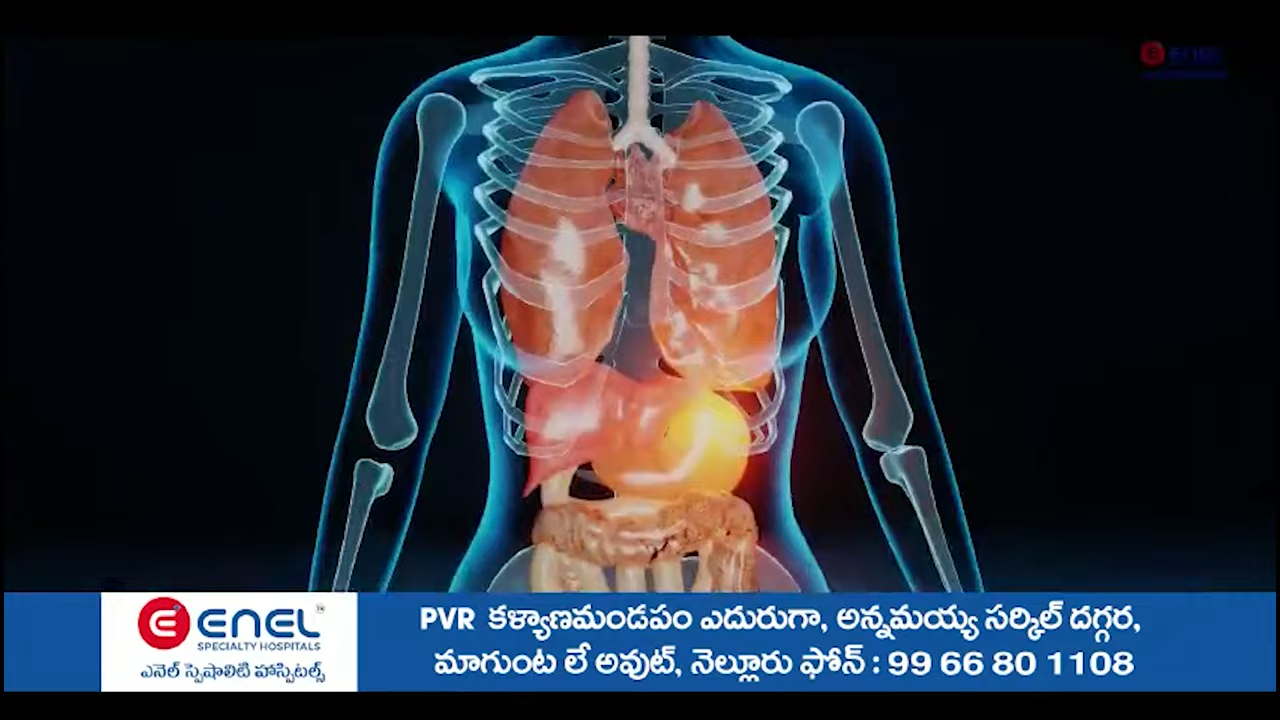 ENEL
ENEL
SPECIALTY HOSPITALS
ఎనెల్ స్పెషాలిటి హాస్పిటల్స్
PVR కళ్యాణమండపం ఎదురుగా, అన్నమయ్య సర్కిల్ దగ్గర,
మాగుంట లే అవుట్, నెల్లూరు ఫోన్ : 99 66 80 1108